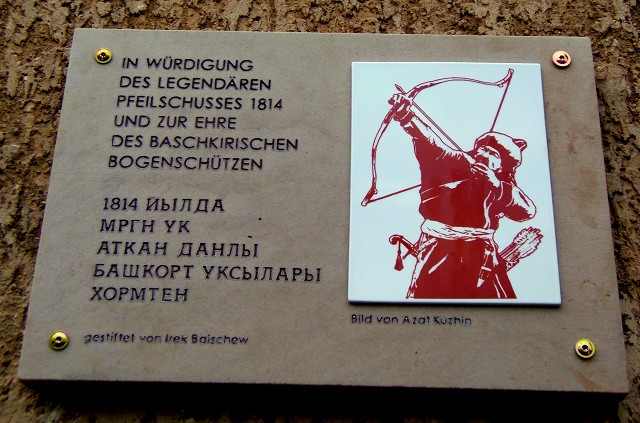 IN WÜRDIGUNG
DES LEGENDÄREN
PFEILSCHUSSES 1814
UND ZUR EHRE
DES BASCHKIRISCHEN
BOGENSCHÜTZEN
1814 ЙЫЛДА
МРГН УК
АТКАН ДАНЛЫ
БАШКОРТ УКСЫЛАРЫ
ХОРМТЕН
gestiftet von Irek Baischew
Bild von Azat Kuzhin